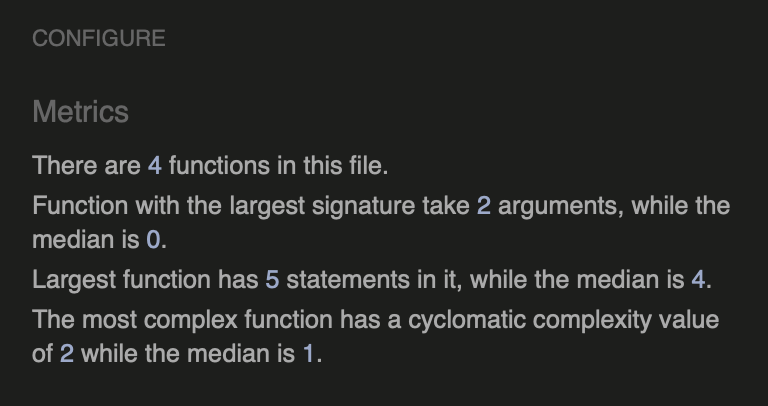 CONFIGURE
Metrics
There are 4 functions in this file.
Function with the largest signature take 2 arguments, while the
median is 0.
Largest function has 5 statements in it, while the median is 4.
The most complex function has a cyclomatic complexity value
of 2 while the median is 1.